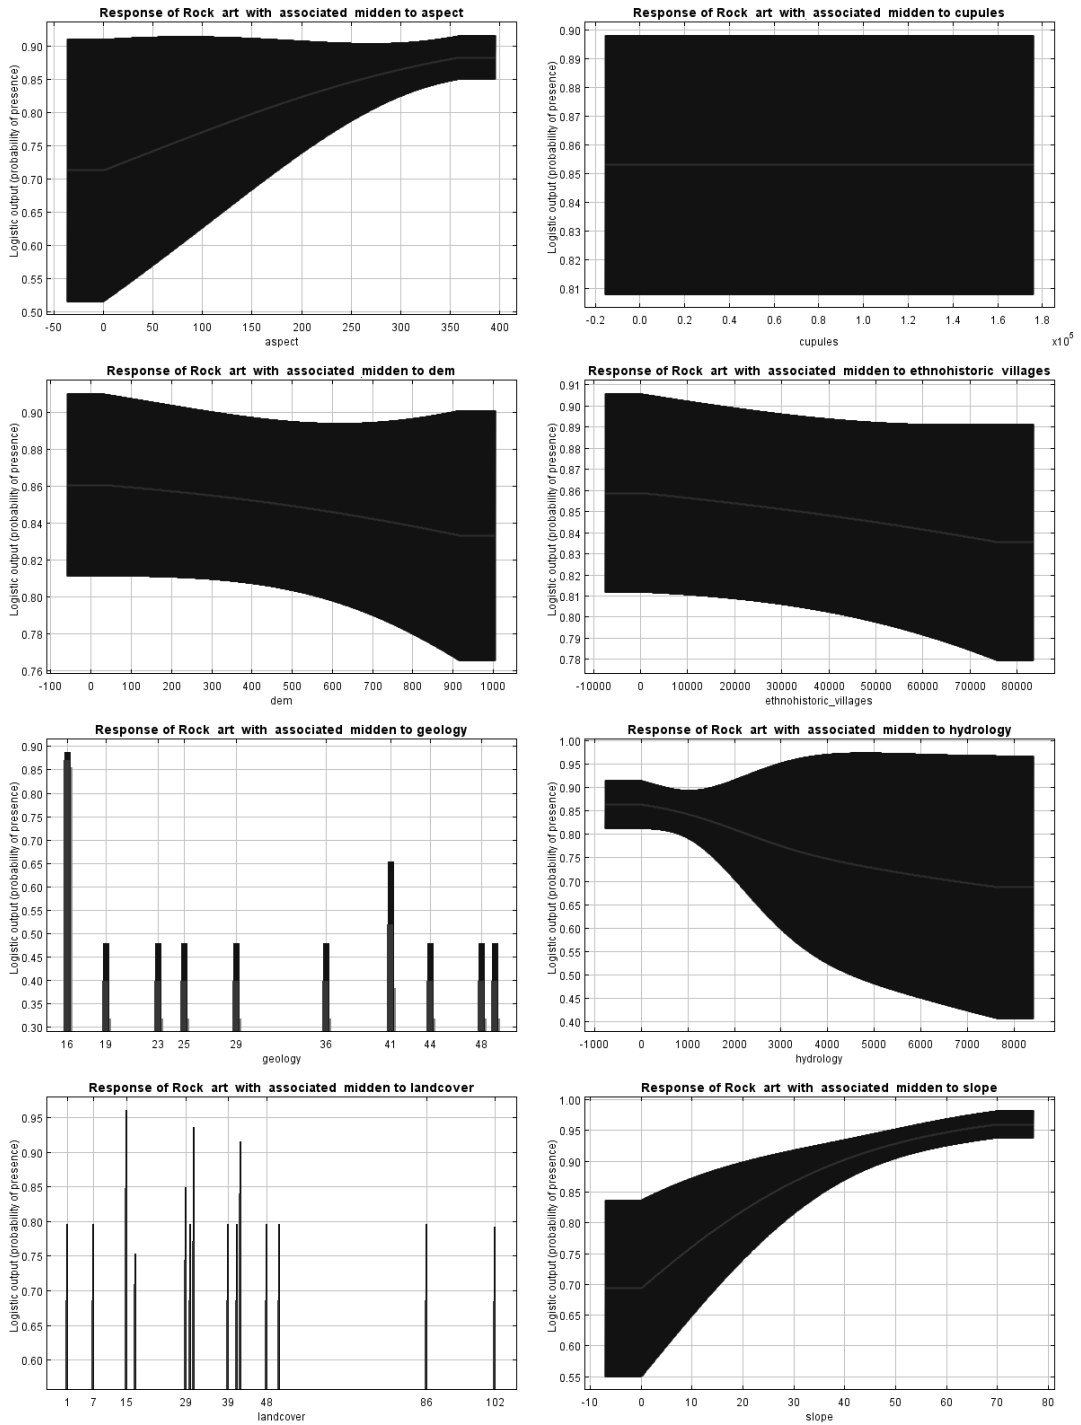 Response of Rock art with associated midden to aspect
Logistic output (probability of presence)
0.90
0.85
0.80
0.75
0.70
0.65
0.60
0.55
0.50
-50 0 50 100 150 200 250 300 350 400
aspect
Response of Rock art with associated midden to cupules
Logistic output (probability of presence)
0.90
0.89
0.88
0.87
0.86
0.85
0.84
0.83
0.82
0.81
-0.2 0.0 0.2 0.4 0.6 0.8 1.0 1.2 1.4 1.6 1.8
cupules x10^5
Response of Rock art with associated midden to dem
Logistic output (probability of presence)
0.90
0.88
0.86
0.84
0.82
0.80
0.78
0.76
-100 0 100 200 300 400 500 600 700 800 900 1000
dem
Response of Rock art with associated midden to ethnohistoric villages
Logistic output (probability of presence)
0.91
0.90
0.89
0.88
0.87
0.86
0.85
0.84
0.83
0.82
0.81
0.80
0.79
0.78
-10000 0 10000 20000 30000 40000 50000 60000 70000 80000
ethnohistoric_villages
Response of Rock art with associated midden to geology
Logistic output (probability of presence)
0.90
0.85
0.80
0.75
0.70
0.65
0.60
0.55
0.50
0.45
0.40
0.35
0.30
16 19 23 25 29 36 41 44 48
geology
Response of Rock art with associated midden to hydrology
Logistic output (probability of presence)
1.00
0.95
0.90
0.85
0.80
0.75
0.70
0.65
0.60
0.55
0.50
0.45
0.40
-1000 0 1000 2000 3000 4000 5000 6000 7000 8000
hydrology
Response of Rock art with associated midden to landcover
Logistic output (probability of presence)
0.95
0.90
0.85
0.80
0.75
0.70
0.65
0.60
1 7 15 29 39 48 86 102
landcover
Response of Rock art with associated midden to slope
Logistic output (probability of presence)
1.00
0.95
0.90
0.85
0.80
0.75
0.70
0.65
0.60
0.55
-10 0 10 20 30 40 50 60 70 80
slope